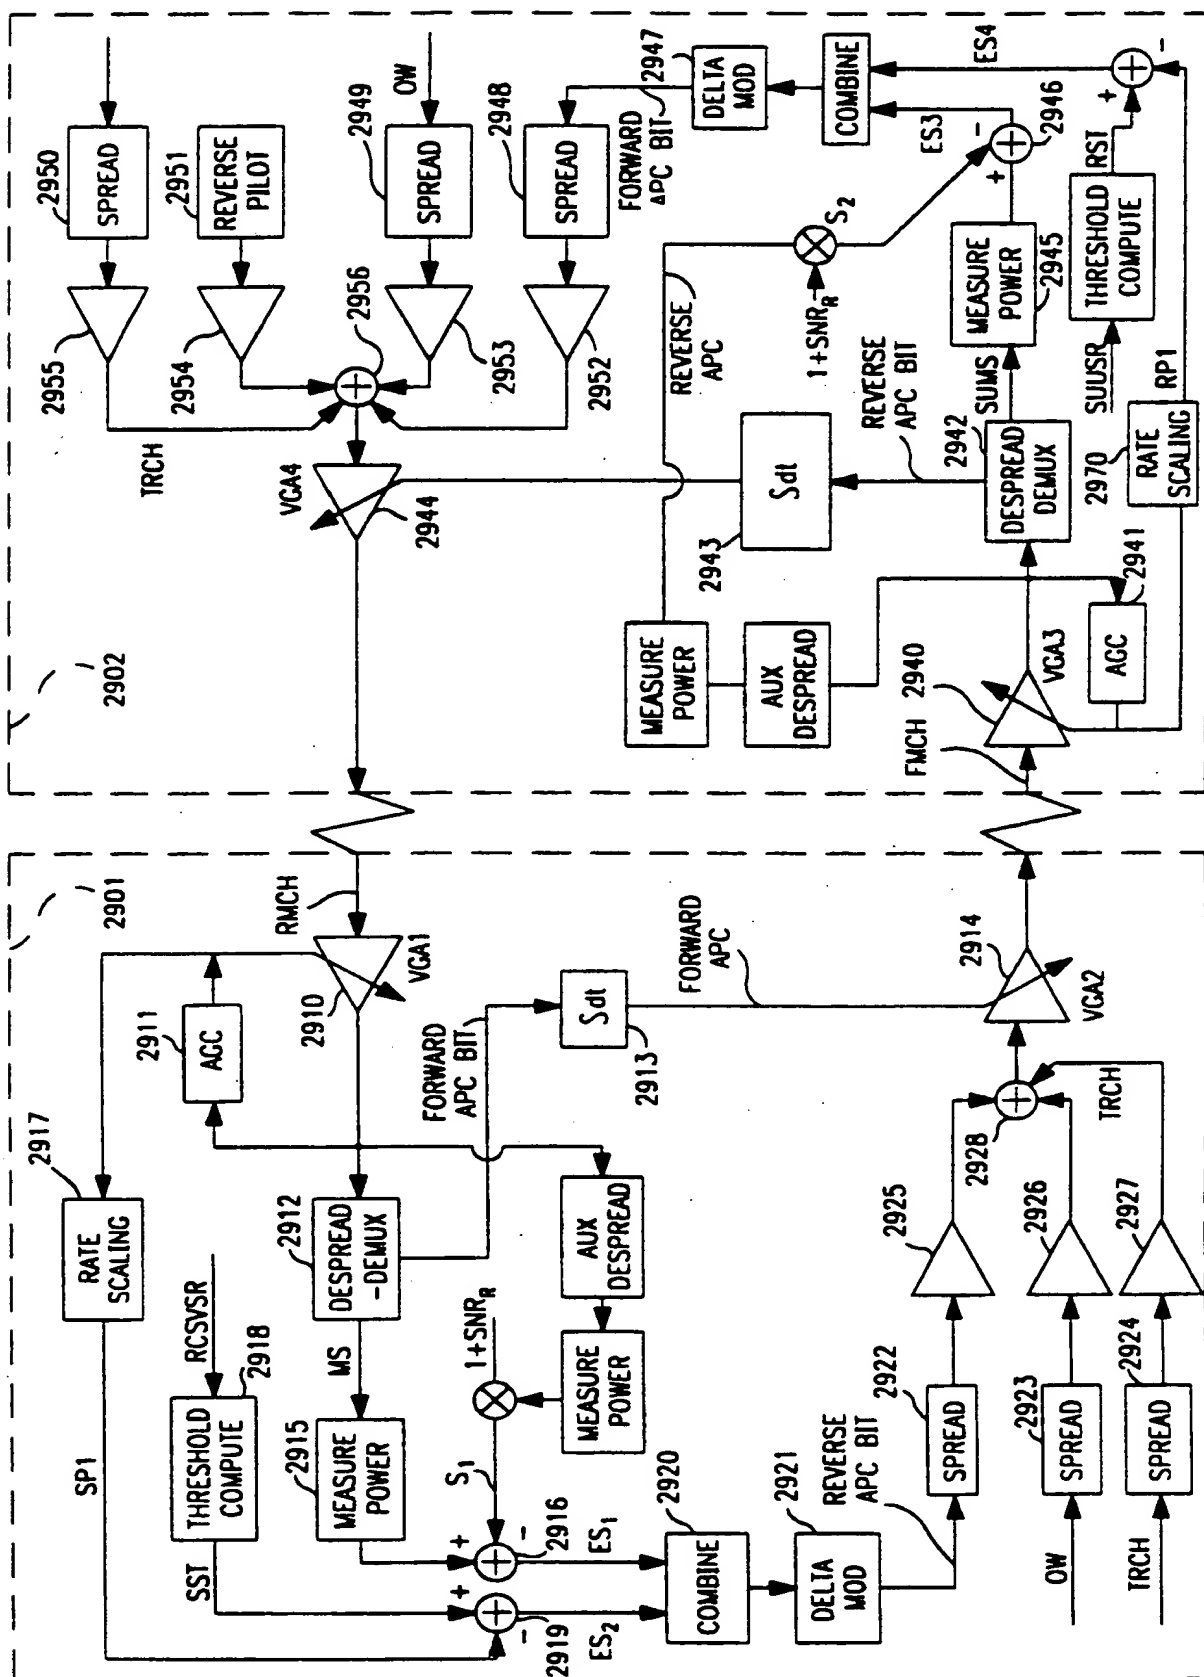 2950
SPREAD
2951
REVERSE
PILOT
OW
2949
SPREAD
2948
SPREAD
FORWARD
APC BIT
2947
DELTA
MOD
COMBINE
ES4
ES3
2955
2954
2956
2953
2952
TRCH
VGA4
2944
REVERSE
APC
S2
1+SNRR
2946
+
-
RST
+
-
MEASURE
POWER
2945
THRESHOLD
COMPUTE
SUUSR
RP1
REVERSE
APC BIT
SUMS
2942
DESPREAD
DEMUX
2970
RATE
SCALING
∫dt
2943
2941
AGC
MEASURE
POWER
AUX
DESPREAD
2940
VGA3
FMCH
2902
2901
RMCH
VGA1
2910
2911
AGC
2917
RATE
SCALING
FORWARD
APC BIT
∫dt
2913
FORWARD
APC
2914
VGA2
2928
TRCH
RCSVSR
2918
THRESHOLD
COMPUTE
2912
DESPREAD
-DEMUX
MS
2915
MEASURE
POWER
1+SNRR
AUX
DESPREAD
MEASURE
POWER
SP1
SST
S1
+
-
2916
+
-
2919
ES1
ES2
2920
COMBINE
2921
DELTA
MOD
REVERSE
APC BIT
2922
SPREAD
2923
SPREAD
2924
SPREAD
2925
2926
2927
OW
TRCH